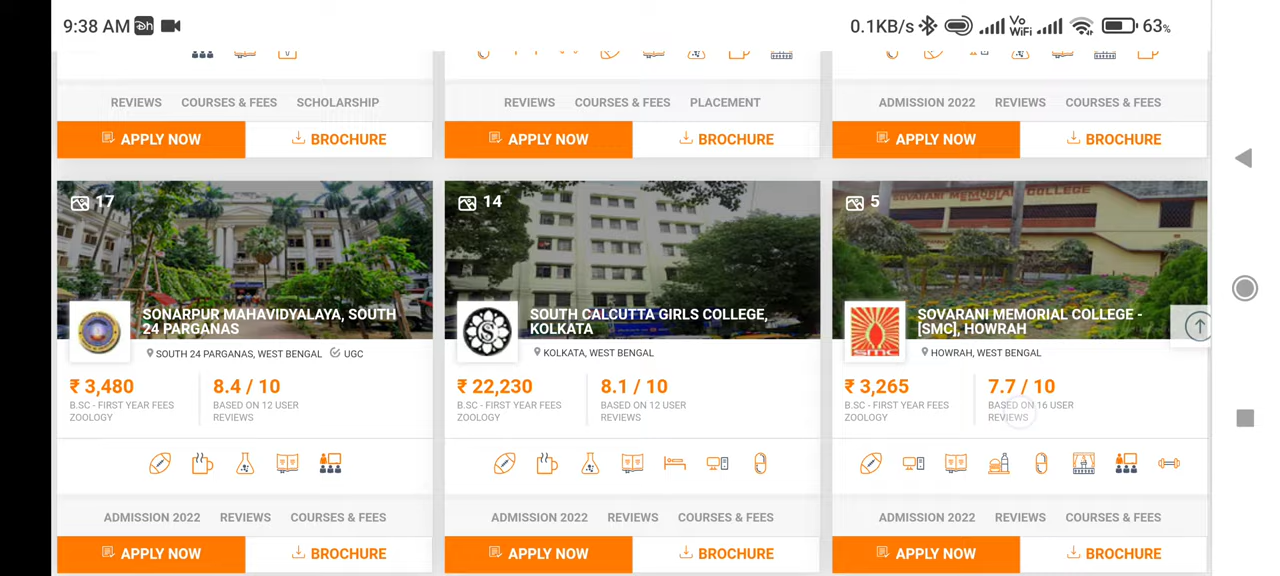 9:38 AM
0.1KB/s Vo WiFi 63%
REVIEWS COURSES & FEES SCHOLARSHIP
REVIEWS COURSES & FEES PLACEMENT
ADMISSION 2022 REVIEWS COURSES & FEES
APPLY NOW BROCHURE
APPLY NOW BROCHURE
APPLY NOW BROCHURE
17
SONARPUR MAHAVIDYALAYA, SOUTH
24 PARGANAS
SOUTH 24 PARGANAS, WEST BENGAL UGC
₹ 3,480
B.SC - FIRST YEAR FEES
ZOOLOGY
8.4 / 10
BASED ON 12 USER
REVIEWS
ADMISSION 2022 REVIEWS COURSES & FEES
APPLY NOW BROCHURE
14
SOUTH CALCUTTA GIRLS COLLEGE,
KOLKATA
KOLKATA, WEST BENGAL
₹ 22,230
B.SC - FIRST YEAR FEES
ZOOLOGY
8.1 / 10
BASED ON 12 USER
REVIEWS
ADMISSION 2022 REVIEWS COURSES & FEES
APPLY NOW BROCHURE
5
SOVARANI MEMORIAL COLLEGE
SOVARANI MEMORIAL COLLEGE -
[SMC], HOWRAH
SMC
HOWRAH, WEST BENGAL
₹ 3,265
B.SC - FIRST YEAR FEES
ZOOLOGY
7.7 / 10
BASED ON 16 USER
REVIEWS
ADMISSION 2022 REVIEWS COURSES & FEES
APPLY NOW BROCHURE